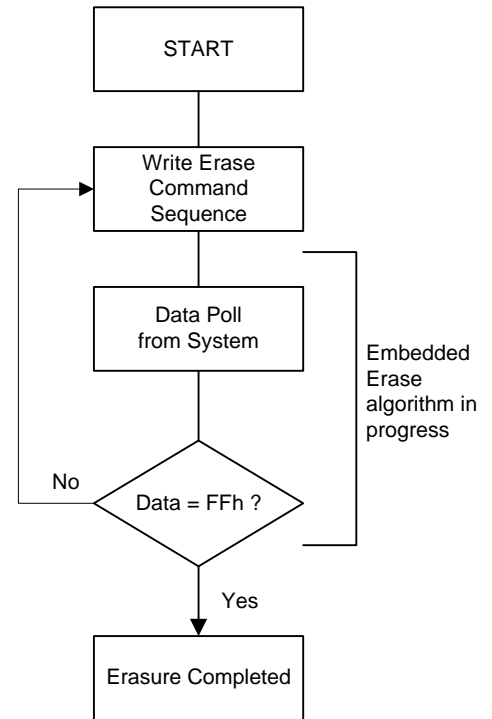 START
Write Erase
Command
Sequence
Data Poll
from System
Embedded
Erase
algorithm in
progress
No
Data = FFh ?
Yes
Erasure Completed